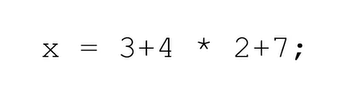 x = 3+4 * 2+7;